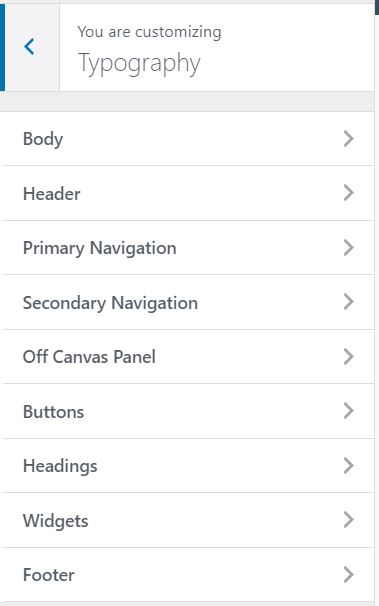 You are customizing
Typography
Body
Header
Primary Navigation
Secondary Navigation
Off Canvas Panel
Buttons
Headings
Widgets
Footer